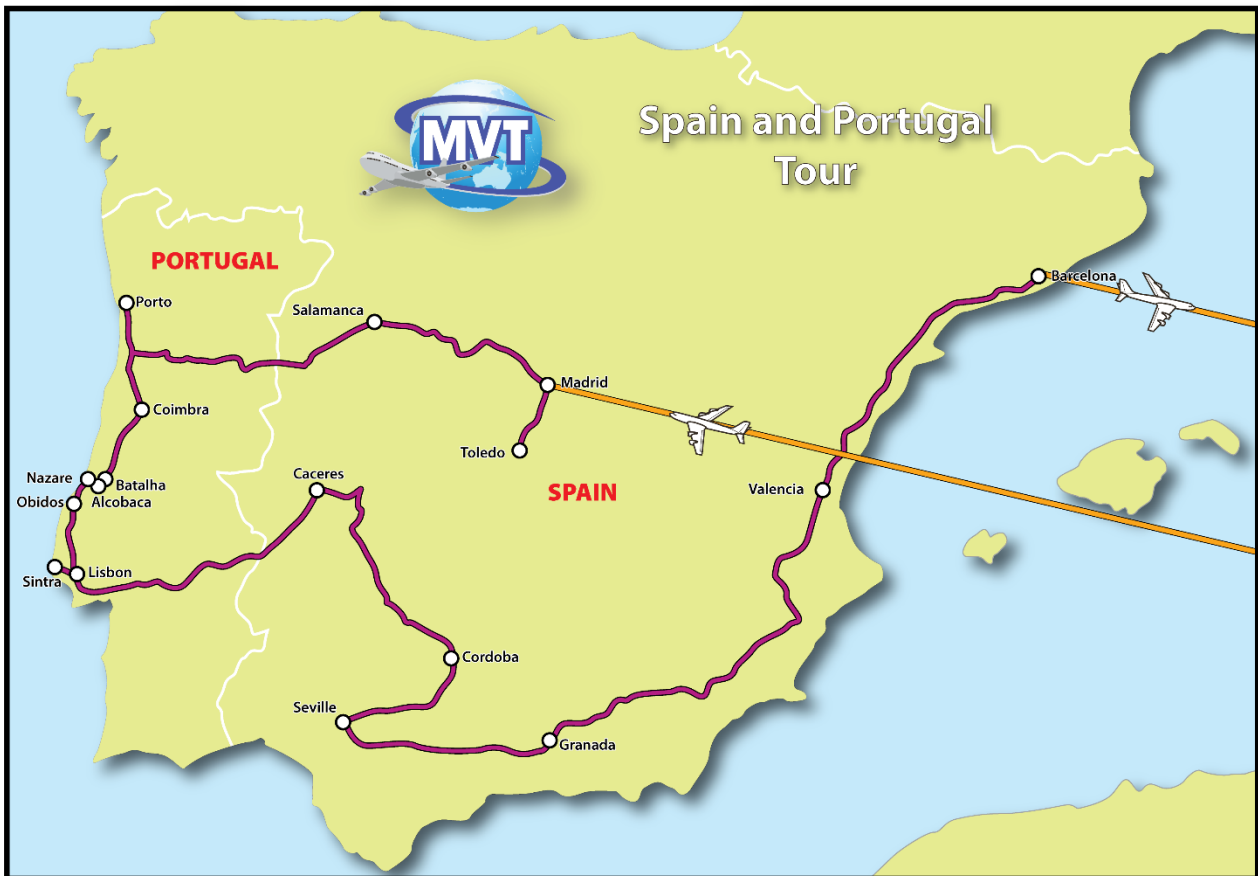 MVT
Spain and Portugal
Tour
PORTUGAL
Barcelona
Porto
Salamanca
Madrid
Coimbra
Toledo
Nazare
Batalha
Caceres
SPAIN
Valencia
Obidos
Alcobaca
Lisbon
Sintra
Cordoba
Seville
Granada